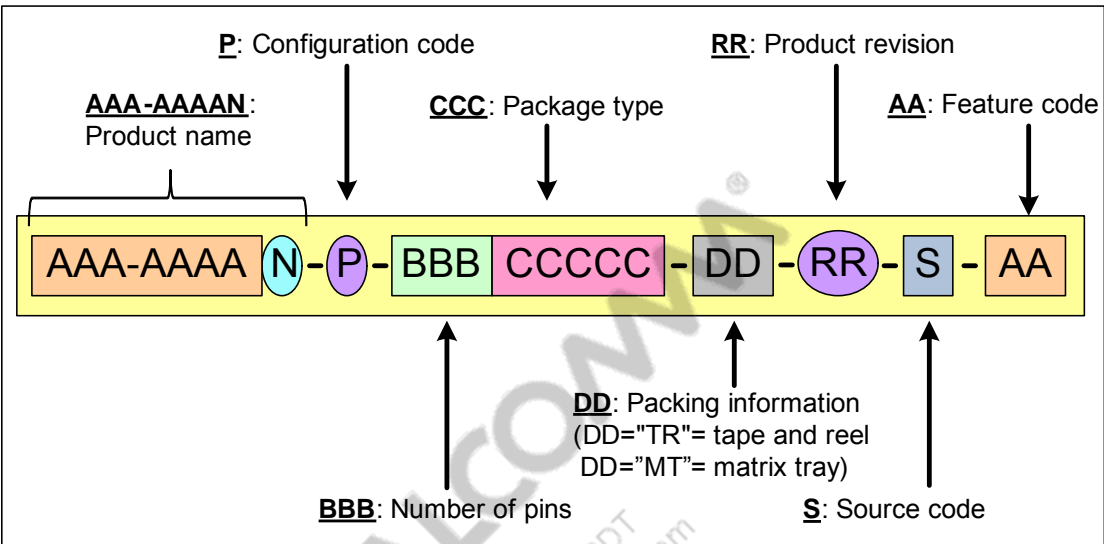 P: Configuration code
RR: Product revision
AAA-AAAAN:
Product name
CCC: Package type
AA: Feature code
AAA-AAAA N - P - BBB CCCCC - DD - RR - S - AA
DD: Packing information
(DD="TR"= tape and reel
DD=”MT”= matrix tray)
BBB: Number of pins
S: Source code